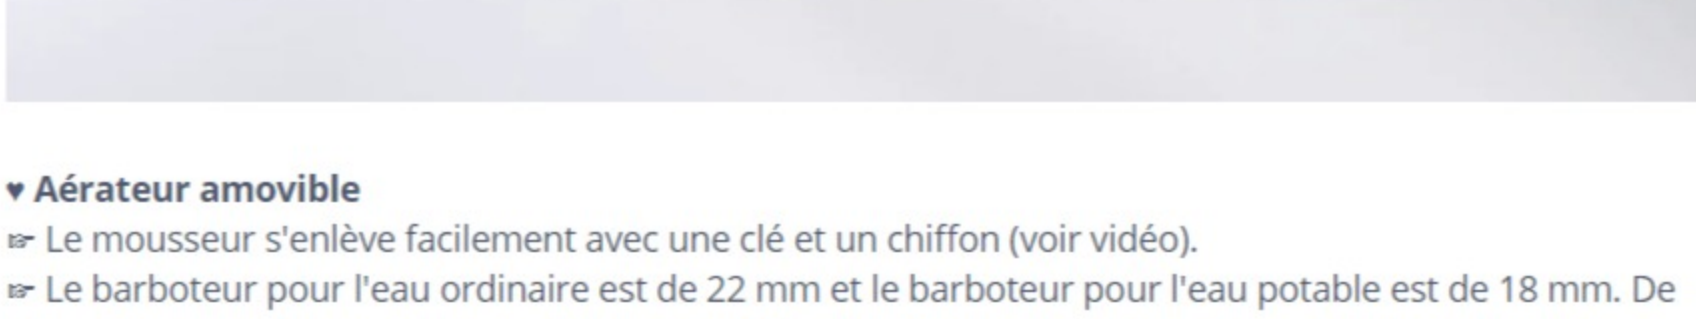 ♥ Aérateur amovible
☞ Le mousseur s'enlève facilement avec une clé et un chiffon (voir vidéo).
☞ Le barboteur pour l'eau ordinaire est de 22 mm et le barboteur pour l'eau potable est de 18 mm. De